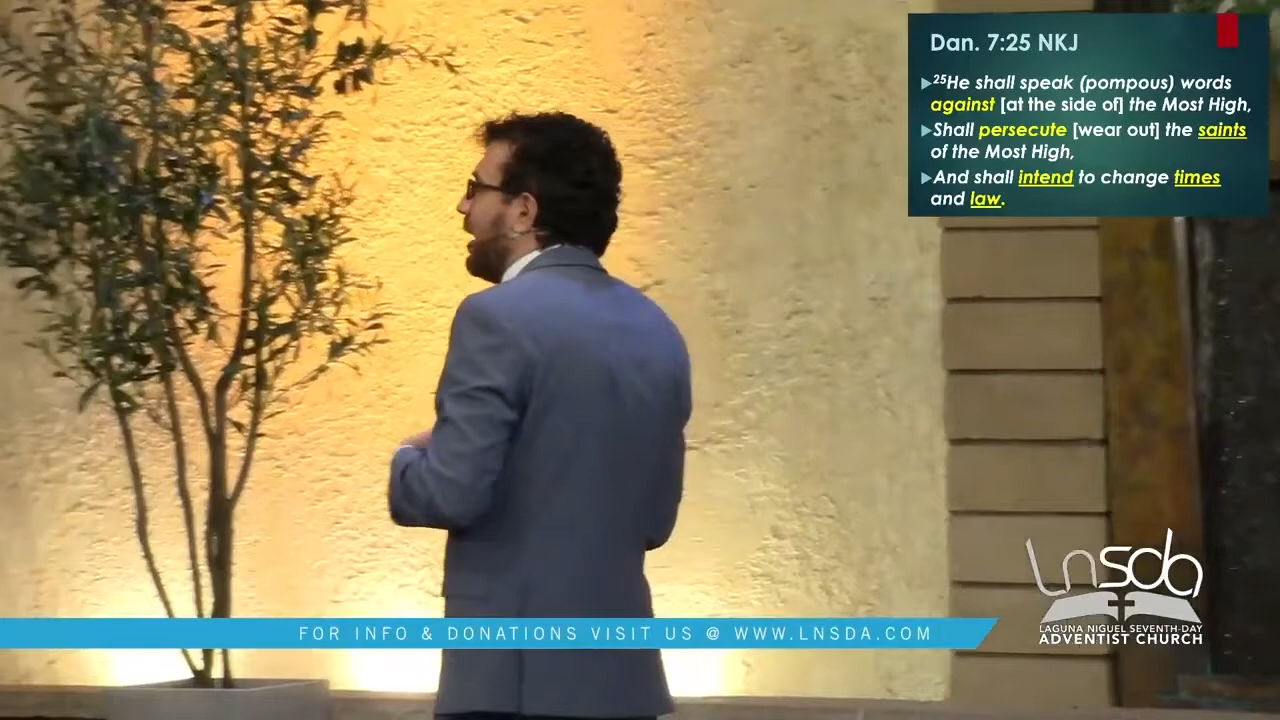 Dan. 7:25 NKJ
▶25He shall speak (pompous) words
against [at the side of] the Most High,
▶Shall persecute [wear out] the saints
of the Most High,
▶And shall intend to change times
and law.
FOR INFO & DONATIONS VISIT US @ WWW.LNSDA.COM
Lnsda
LAGUNA NIGUEL SEVENTH-DAY
ADVENTIST CHURCH